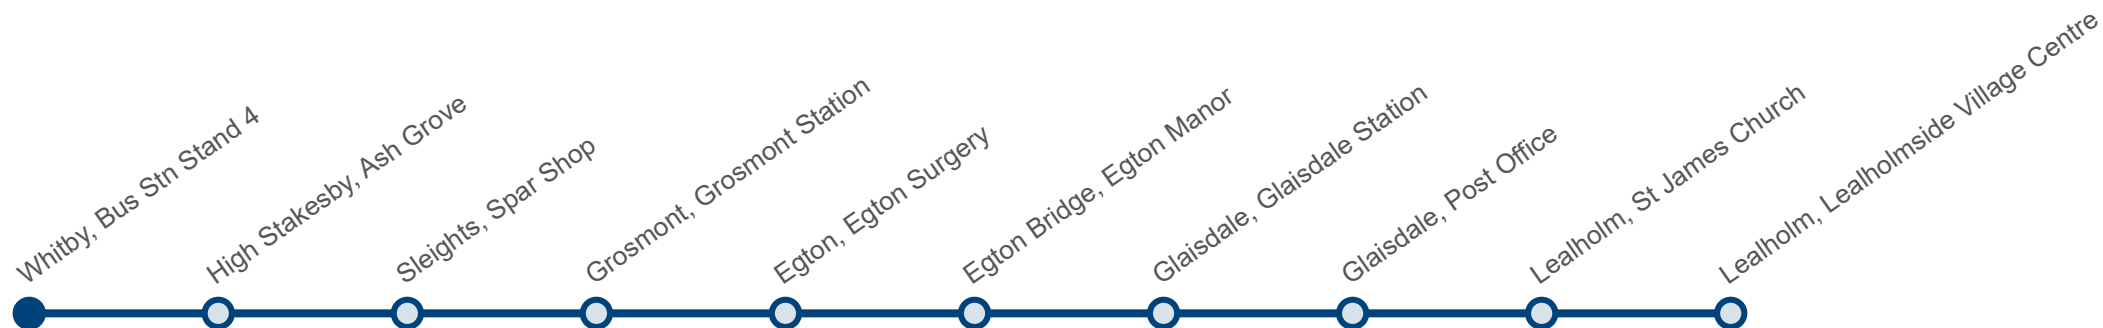 Whitby, Bus Stn Stand 4
High Stakesby, Ash Grove
Sleights, Spar Shop
Grosmont, Grosmont Station
Egton, Egton Surgery
Egton Bridge, Egton Manor
Glaisdale, Glaisdale Station
Glaisdale, Post Office
Lealholm, St James Church
Lealholm, Lealholmside Village Centre